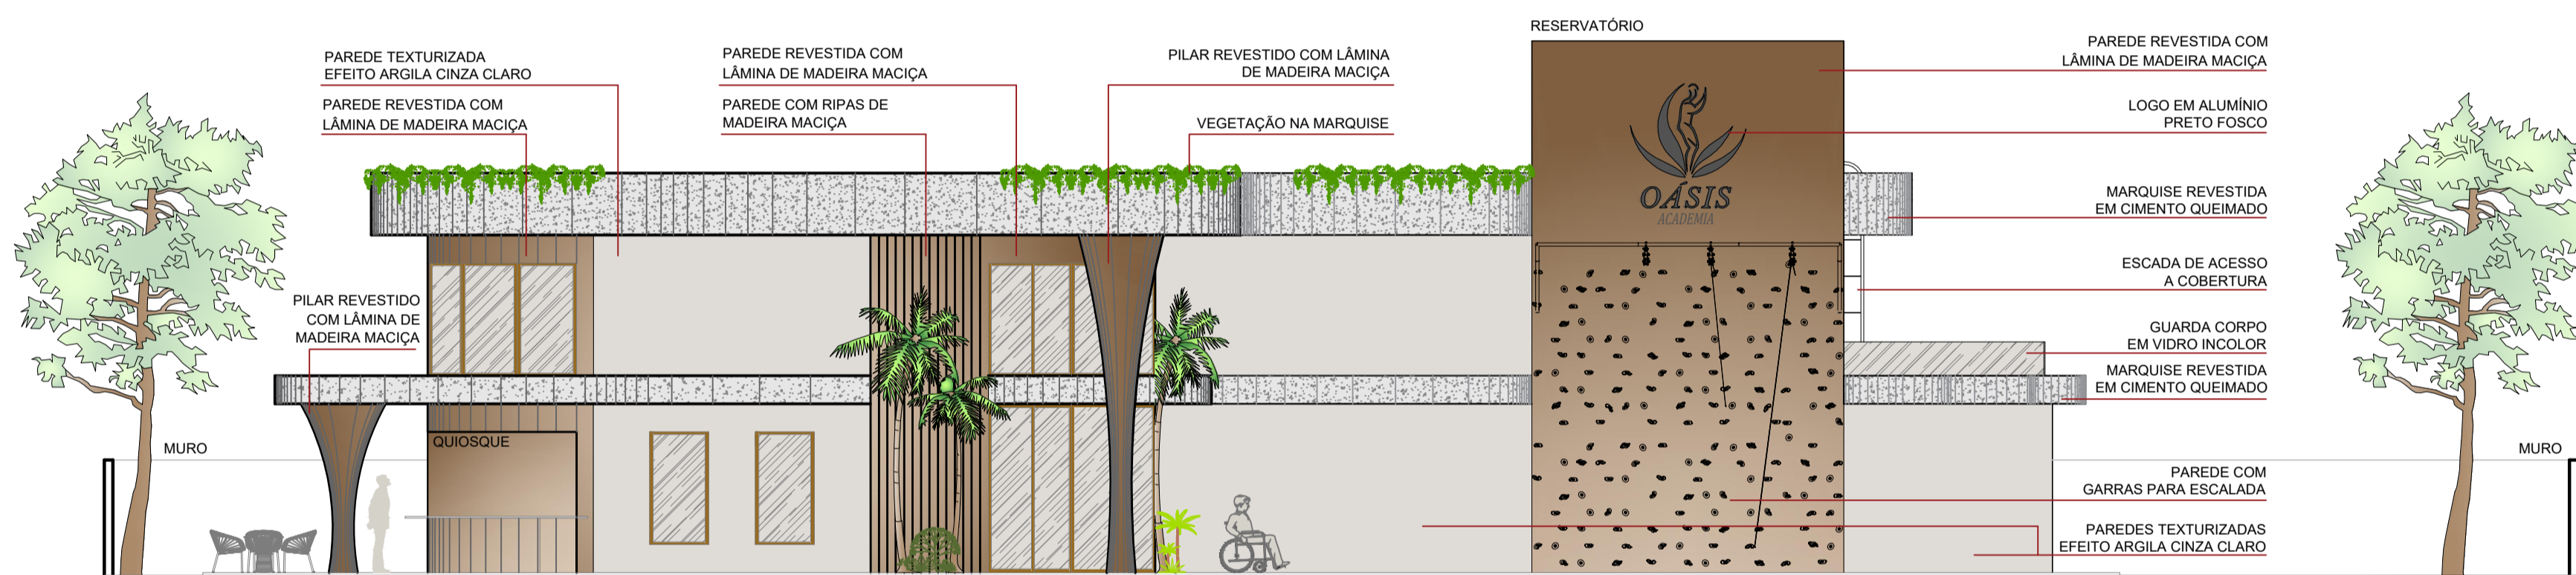 PAREDE TEXTURIZADA
EFEITO ARGILA CINZA CLARO
PAREDE REVESTIDA COM
LÂMINA DE MADEIRA MACIÇA
PILAR REVESTIDO
COM LÂMINA DE
MADEIRA MACIÇA
MURO
QUIOSQUE
PAREDE REVESTIDA COM
LÂMINA DE MADEIRA MACIÇA
PAREDE COM RIPAS DE
MADEIRA MACIÇA
PILAR REVESTIDO COM LÂMINA
DE MADEIRA MACIÇA
VEGETAÇÃO NA MARQUISE
RESERVATÓRIO
OÁSIS
ACADEMIA
PAREDE REVESTIDA COM
LÂMINA DE MADEIRA MACIÇA
LOGO EM ALUMÍNIO
PRETO FOSCO
MARQUISE REVESTIDA
EM CIMENTO QUEIMADO
ESCADA DE ACESSO
A COBERTURA
GUARDA CORPO
EM VIDRO INCOLOR
MARQUISE REVESTIDA
EM CIMENTO QUEIMADO
PAREDE COM
GARRAS PARA ESCALADA
PAREDES TEXTURIZADAS
EFEITO ARGILA CINZA CLARO
MURO